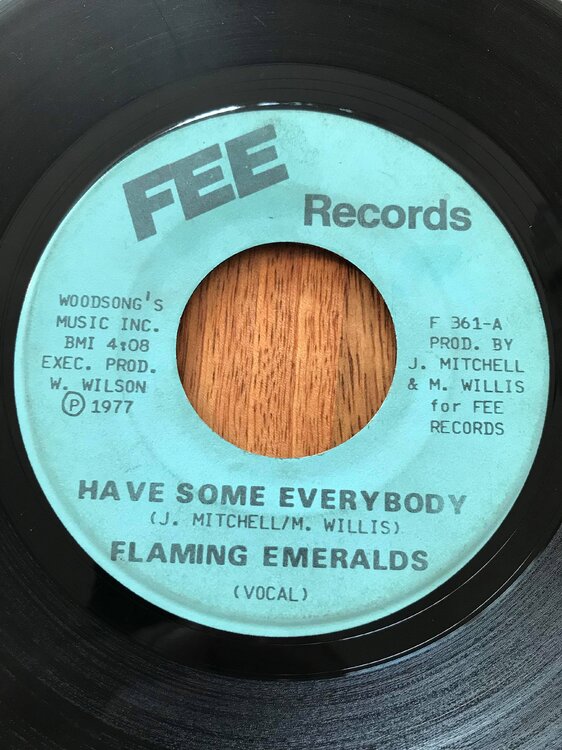 FEE
Records
WOODSONG'S
MUSIC INC.
BMI 4:08
EXEC. PROD.
W. WILSON
Ⓟ 1977
F 361-A
PROD. BY
J. MITCHELL
& M. WILLIS
for FEE
RECORDS
HAVE SOME EVERYBODY
(J. MITCHELL/M. WILLIS)
FLAMING EMERALDS
(VOCAL)